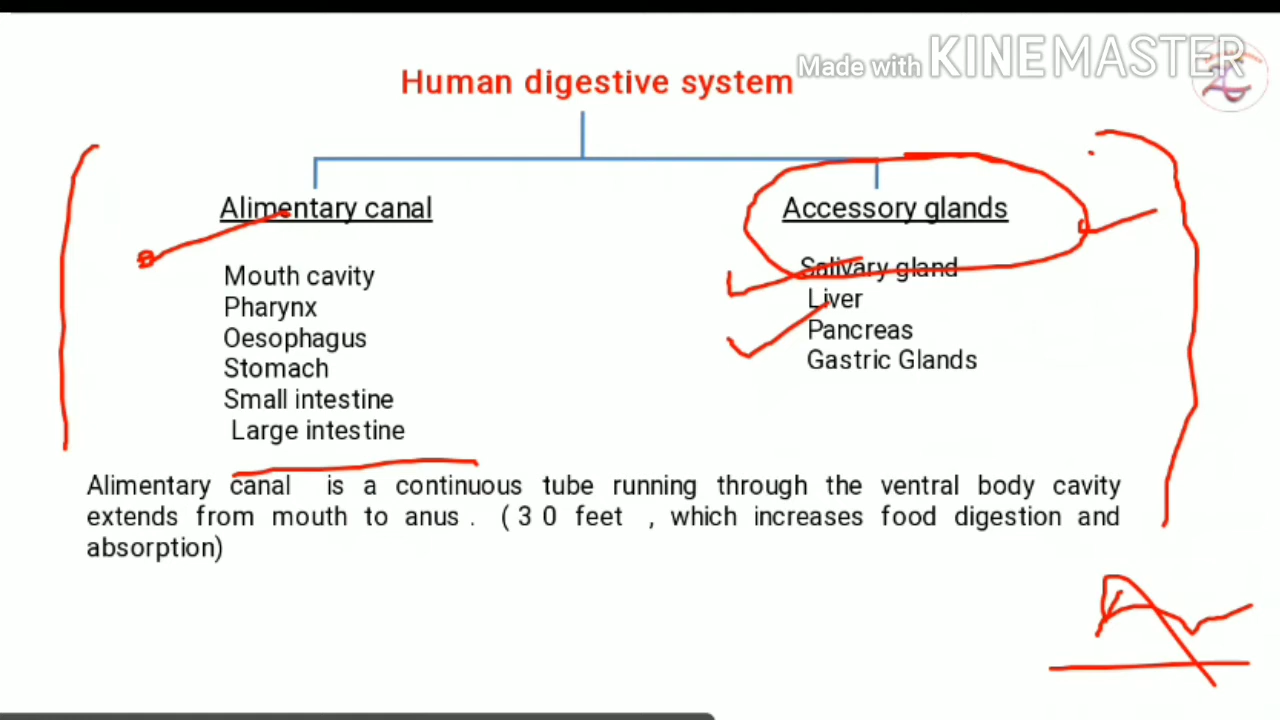 Made with KINEMASTER
Human digestive system
Alimentary canal
Mouth cavity
Pharynx
Oesophagus
Stomach
Small intestine
Large intestine
Accessory glands
Salivary gland
Liver
Pancreas
Gastric Glands
Alimentary canal is a continuous tube running through the ventral body cavity
extends from mouth to anus . ( 3 0 feet , which increases food digestion and
absorption)